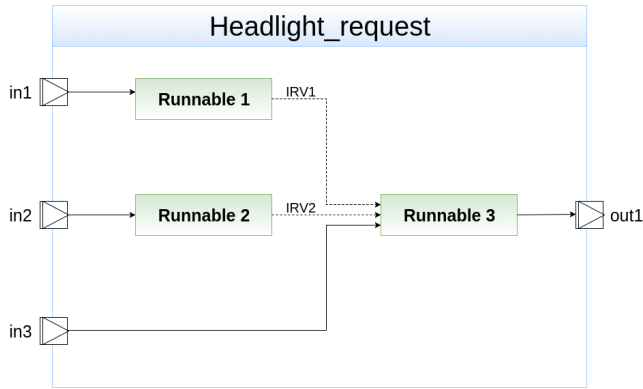 Headlight_request
in1
Runnable 1
IRV1
in2
Runnable 2
IRV2
Runnable 3
out1
in3